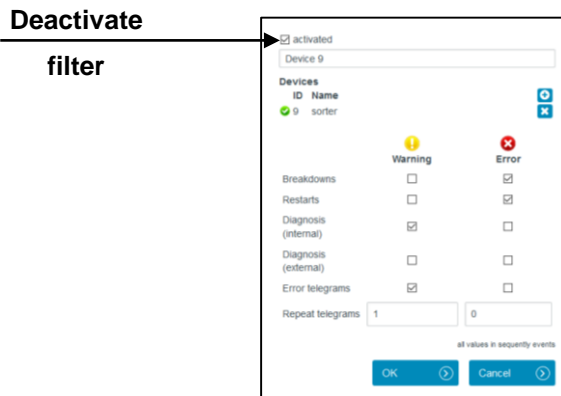 Deactivate
filter
activated
Device 9
Devices
ID Name
9 sorter
Warning Error
Breakdowns
Restarts
Diagnosis
(internal)
Diagnosis
(external)
Error telegrams
Repeat telegrams 1 0
all values in sequently events
OK Cancel